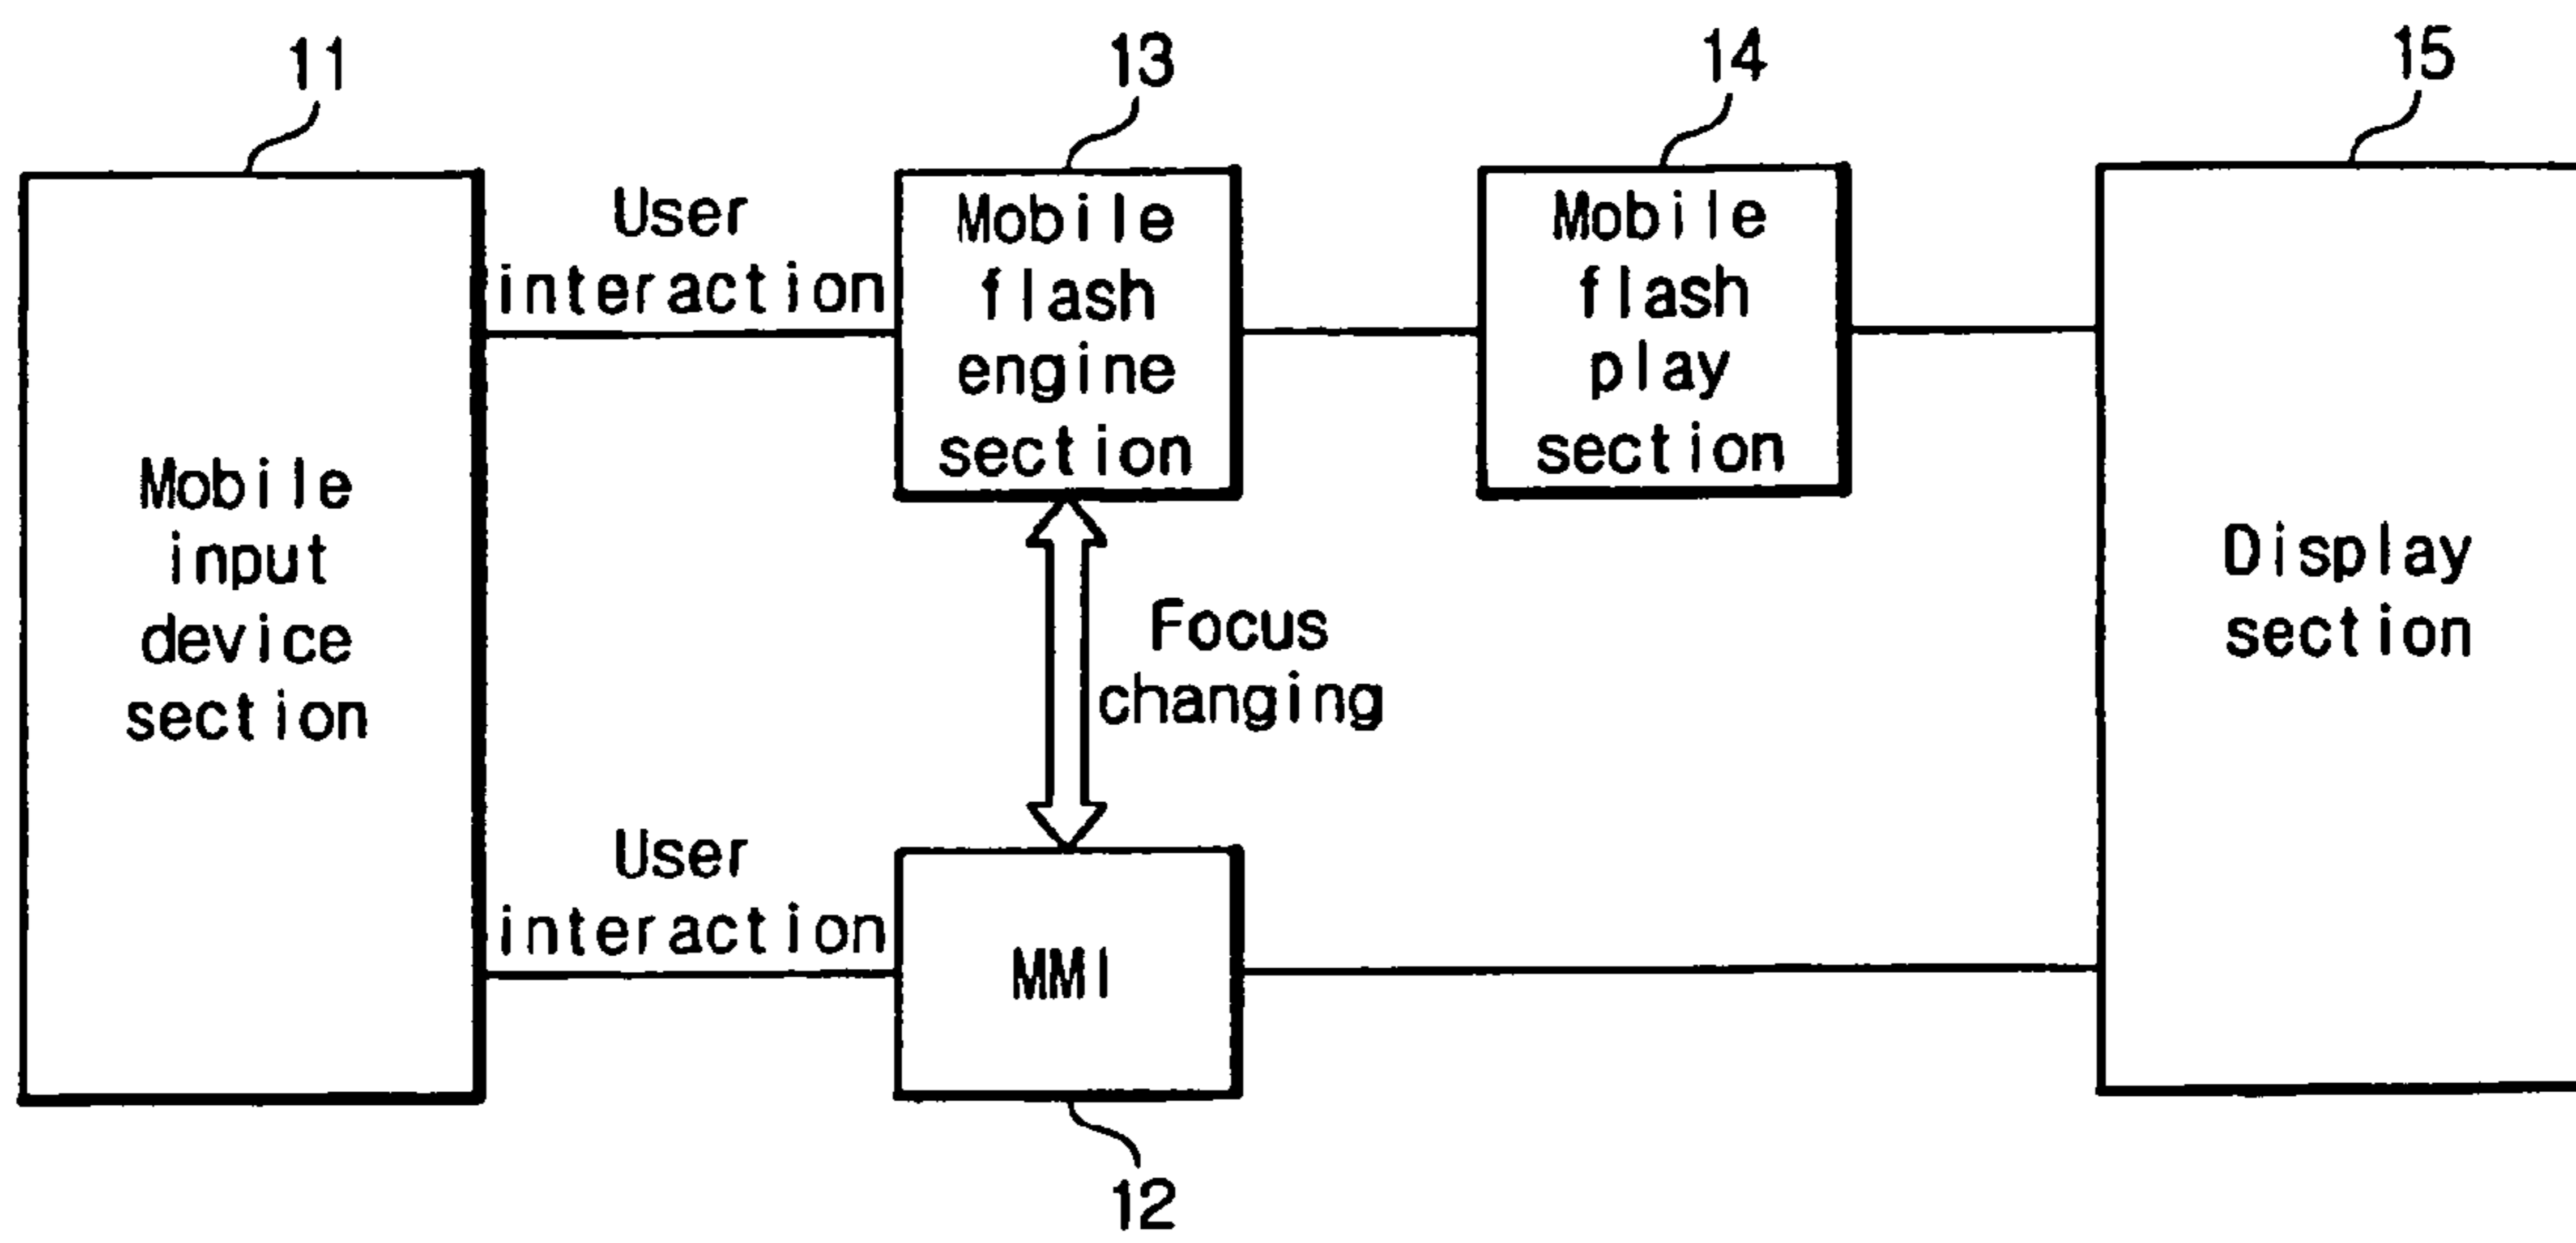 11
13
14
15
User
interaction
Mobile
flash
engine
section
Mobile
flash
play
section
Mobile
input
device
section
Display
section
Focus
changing
User
interaction
MMI
12